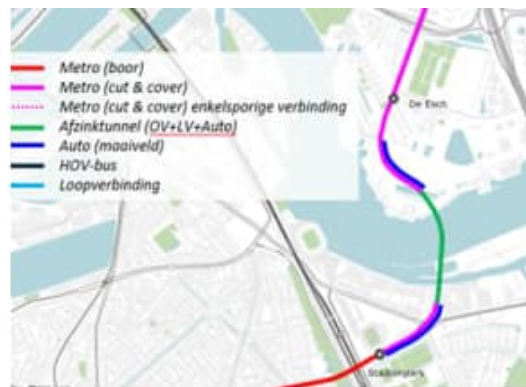 Metro (boor)
Metro (cut & cover)
Metro (cut & cover) enkelsporige verbinding
Afzinktunnel (OV+LV+Auto)
Auto (maaiveld)
HOV-bus
Loopverbinding
De Esch
Stadionpark